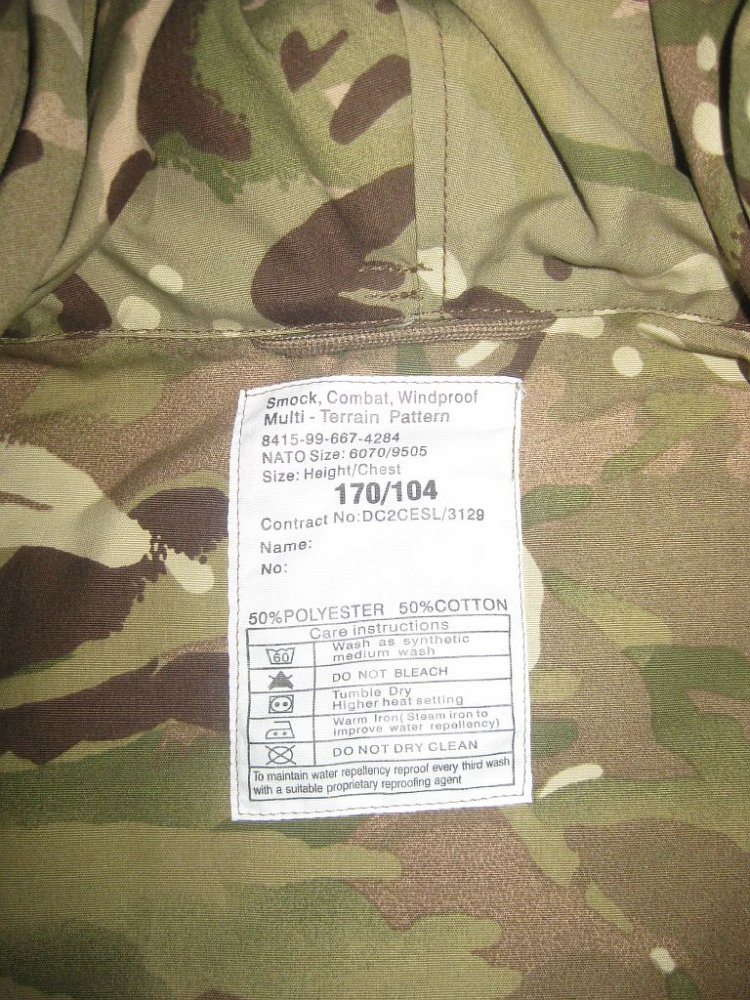 Smock, Combat, Windproof
Multi - Terrain Pattern
8415-99-667-4284
NATO Size: 6070/9505
Size: Height/Chest
170/104
Contract No:DC2CESL/3129
Name:
No:
50%POLYESTER 50%COTTON
Care instructions
60
Wash as synthetic
medium wash
DO NOT BLEACH
Tumble Dry
Higher heat setting
Warm Iron(Steam iron to
improve water repellency)
DO NOT DRY CLEAN
To maintain water repellency reproof every third wash
with a suitable proprietary reproofing agent